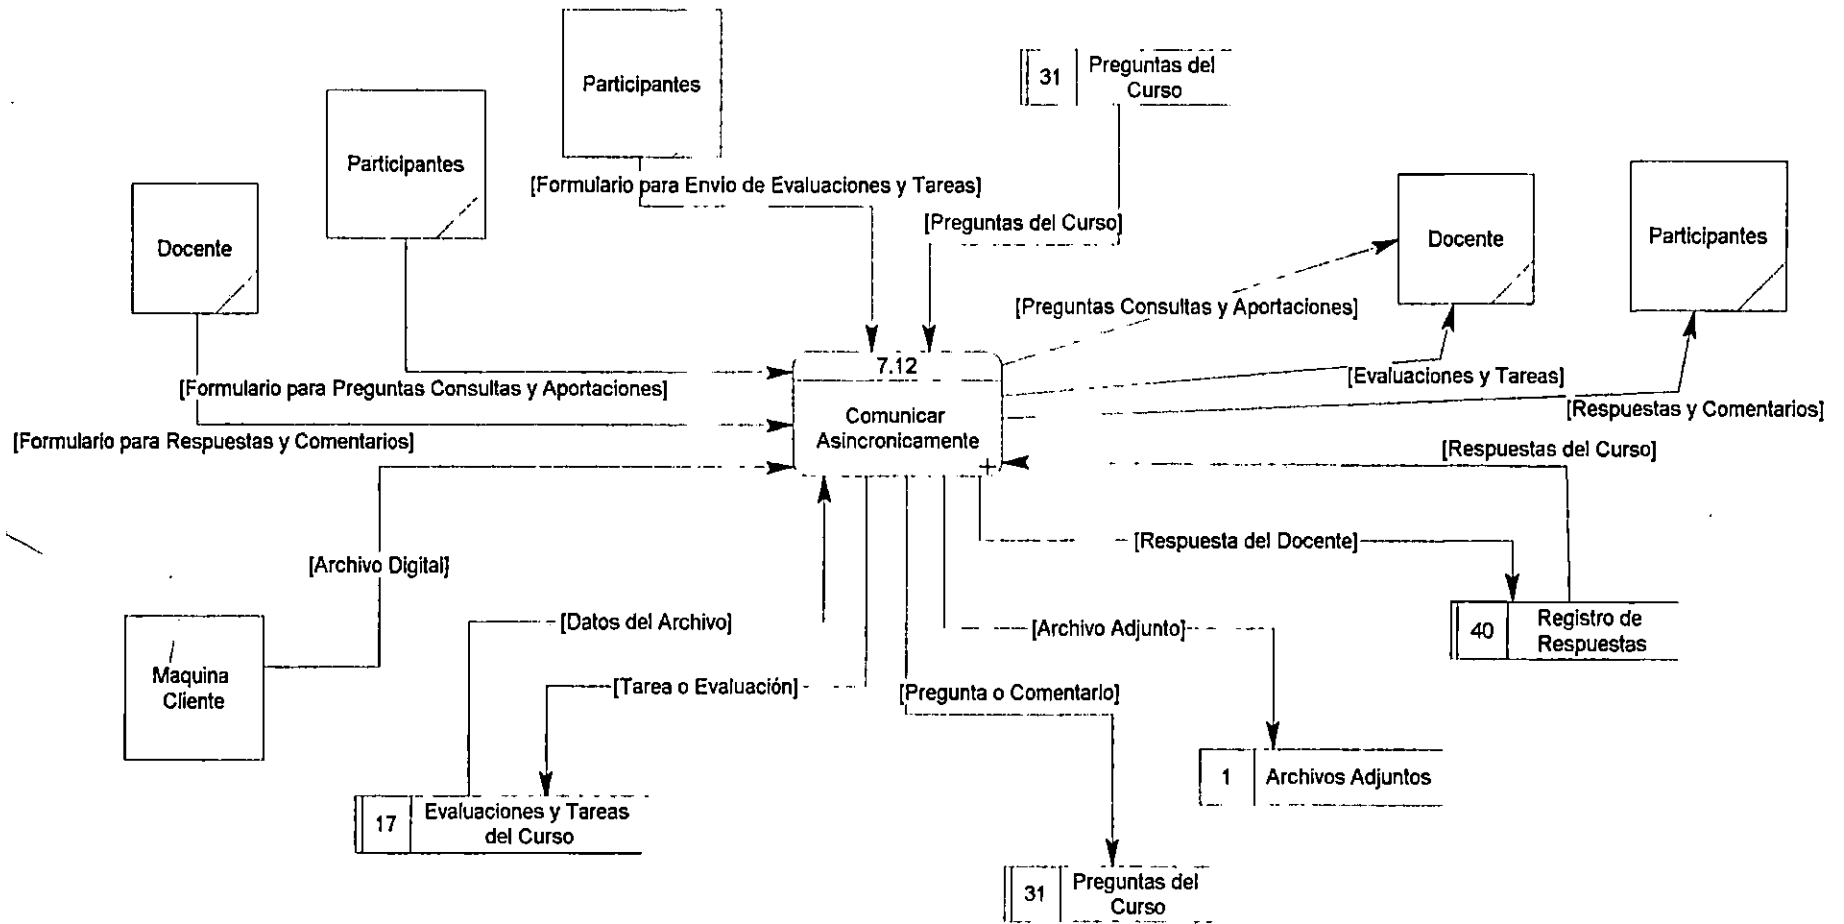 Participantes
31
Preguntas del
Curso
Participantes
[Formulario para Envio de Evaluaciones y Tareas]
[Preguntas del Curso]
Docente
Docente
Participantes
[Preguntas Consultas y Aportaciones]
7.12
[Formulario para Preguntas Consultas y Aportaciones]
[Evaluaciones y Tareas]
Comunicar
Asincronicamente
[Respuestas y Comentarios]
[Formulario para Respuestas y Comentarios]
[Respuestas del Curso]
+
[Respuesta del Docente]
[Archivo Digital]
[Datos del Archivo]
[Archivo Adjunto]
40
Registro de
Respuestas
Maquina
Cliente
[Tarea o Evaluación]
[Pregunta o Comentario]
1
Archivos Adjuntos
17
Evaluaciones y Tareas
del Curso
31
Preguntas del
Curso